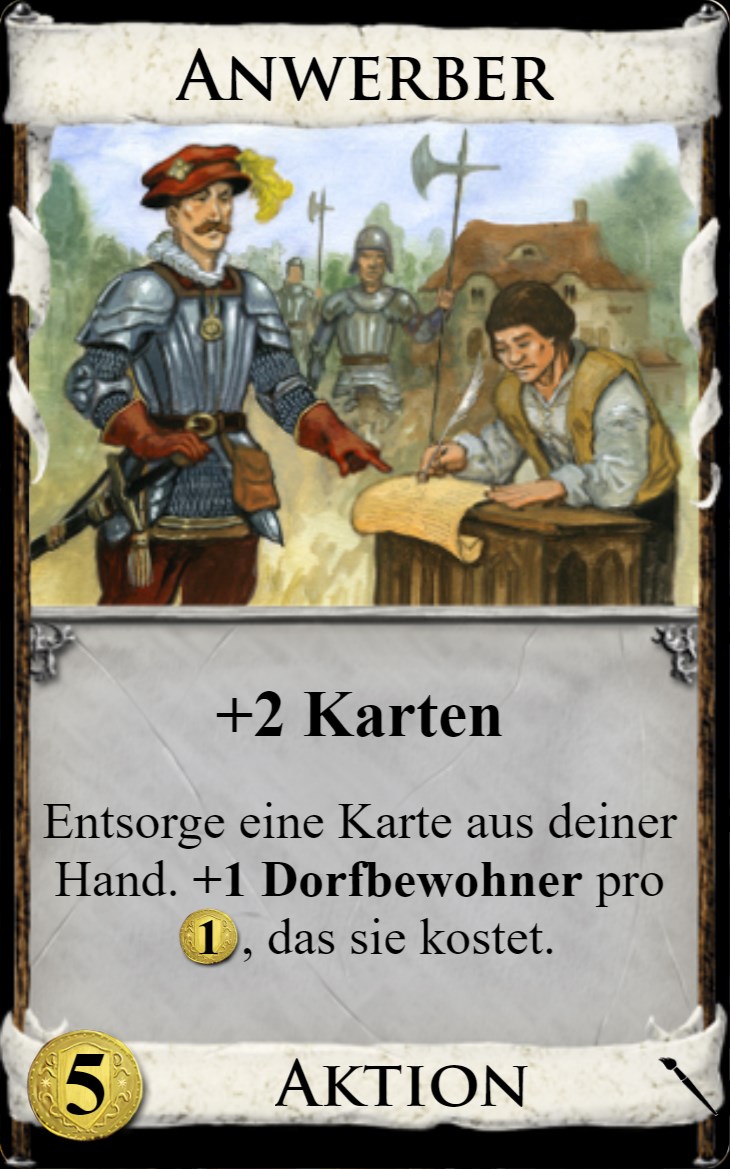 ANWERBER
+2 Karten
Entsorge eine Karte aus deiner
Hand. +1 Dorfbewohner pro
1, das sie kostet.
5 AKTION